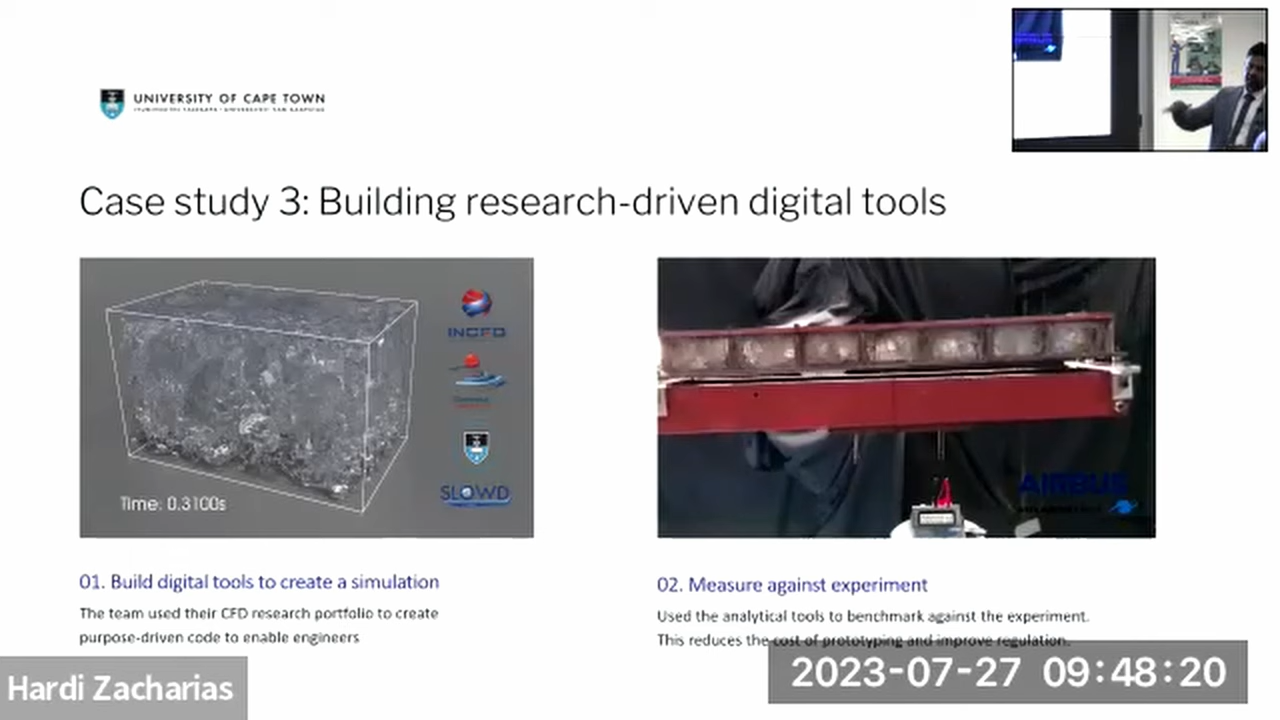 UNIVERSITY OF CAPE TOWN
Case study 3: Building research-driven digital tools
INCFD
SLOWD
Time: 0.3100s
AIRBUS
01. Build digital tools to create a simulation
The team used their CFD research portfolio to create
purpose-driven code to enable engineers
02. Measure against experiment
Used the analytical tools to benchmark against the experiment.
This reduces the cost of prototyping and improve regulation.
Hardi Zacharias
2023-07-27 09:48:20